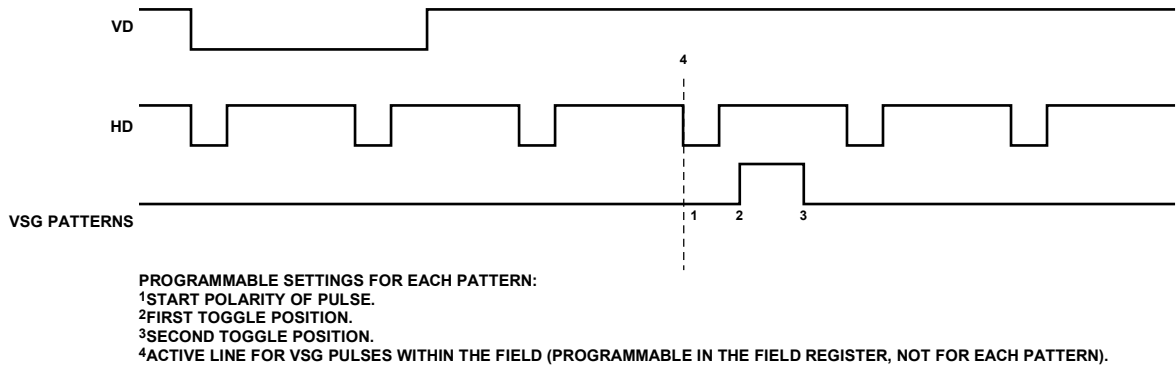 VD
4
HD
VSG PATTERNS
1 2 3
PROGRAMMABLE SETTINGS FOR EACH PATTERN:
1START POLARITY OF PULSE.
2FIRST TOGGLE POSITION.
3SECOND TOGGLE POSITION.
4ACTIVE LINE FOR VSG PULSES WITHIN THE FIELD (PROGRAMMABLE IN THE FIELD REGISTER, NOT FOR EACH PATTERN).